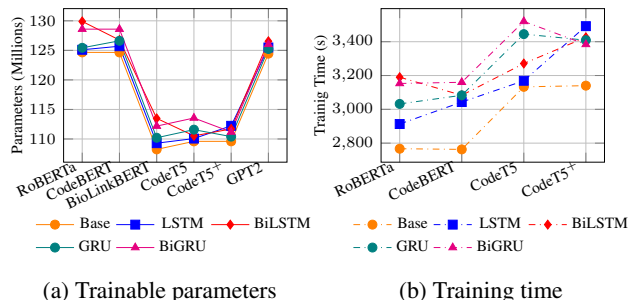 Parameters (Millions)
130
125
120
115
110
RoBERTa
CodeBERT
BioLinkBERT
CodeT5
CodeT5+
GPT2
Base LSTM BiLSTM
GRU BiGRU
(a) Trainable parameters
Trainig Time (s)
3,400
3,200
3,000
2,800
RoBERTa
CodeBERT
CodeT5
CodeT5+
Base LSTM BiLSTM
GRU BiGRU
(b) Training time